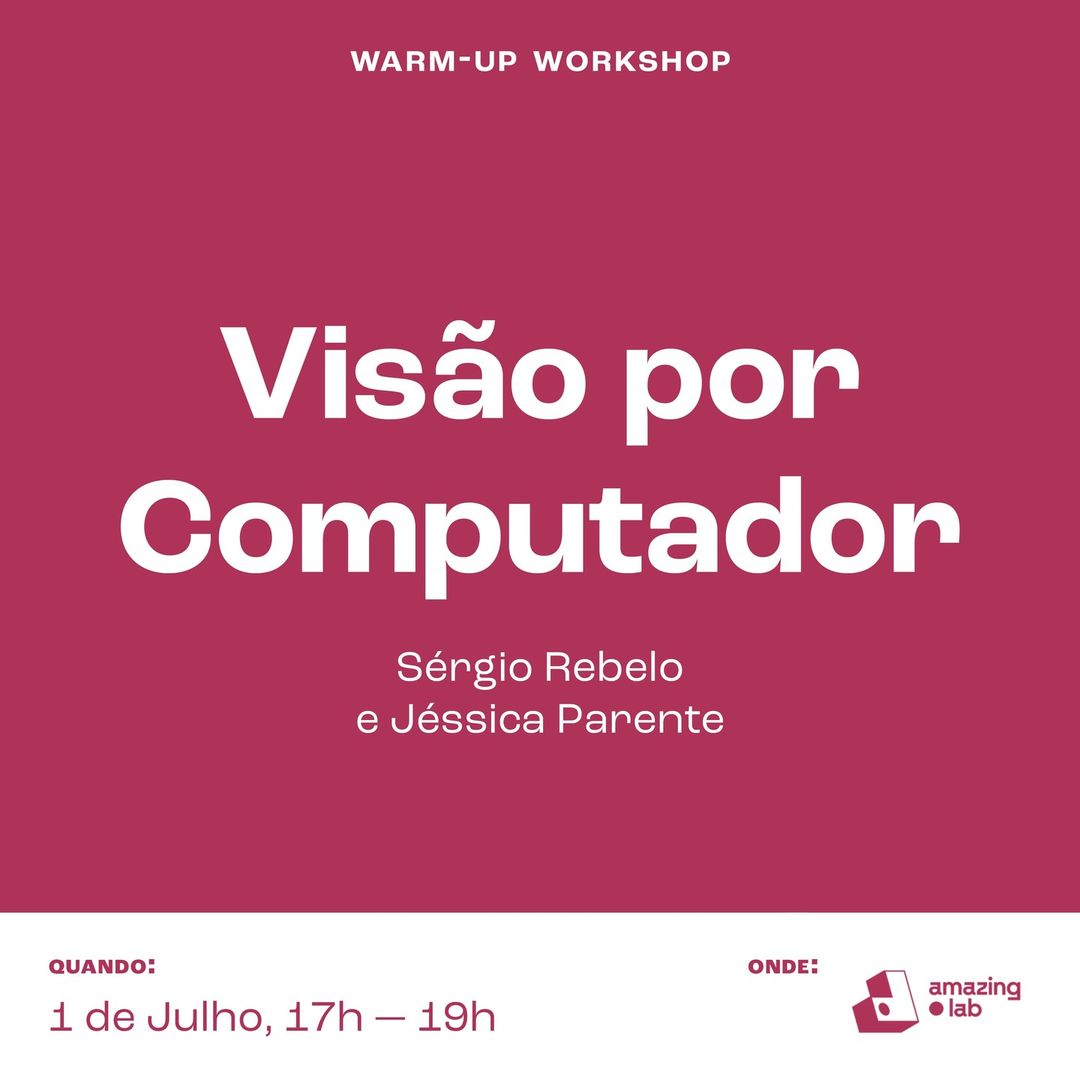 WARM-UP WORKSHOP
Visão por
Computador
Sérgio Rebelo
e Jéssica Parente
QUANDO:
1 de Julho, 17h — 19h
ONDE:
amazing
lab